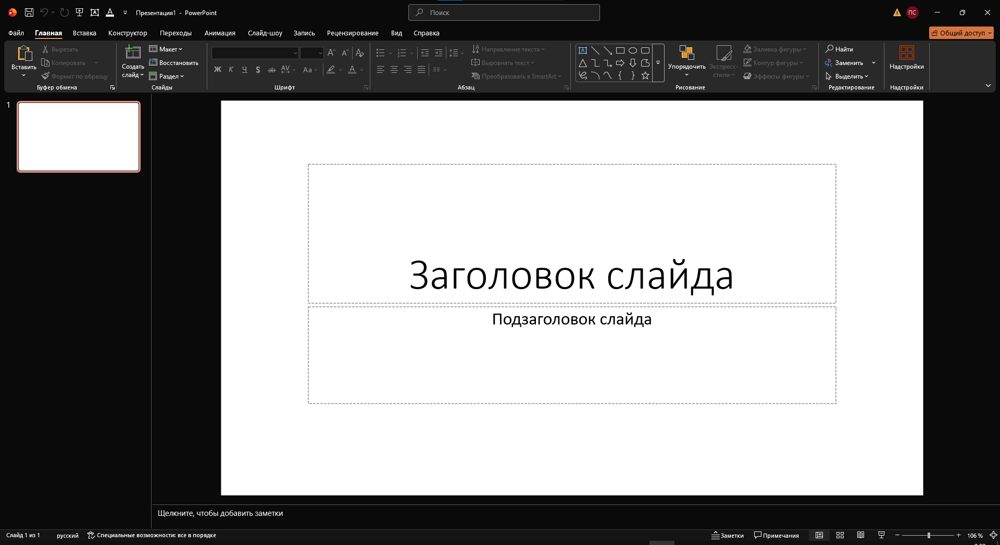 Презентация1 - PowerPoint
Поиск
ПС
Файл Главная Вставка Конструктор Переходы Анимация Слайд-шоу Запись Рецензирование Вид Справка Общий доступ
Вставить
Вырезать
Копировать
Формат по образцу
Буфер обмена
Создать слайд
Макет
Восстановить
Раздел
Слайды
Ж К Ч S ab AV Aa A
Шрифт
Направление текста
Выровнять текст
Преобразовать в SmartArt
Абзац
Упорядочить
Экспресс-стили
Заливка фигуры
Контур фигуры
Эффекты фигуры
Рисование
Найти
Заменить
Выделить
Редактирование
Надстройки
Надстройки
1
Заголовок слайда
Подзаголовок слайда
Щелкните, чтобы добавить заметки
Слайд 1 из 1 русский Специальные возможности: все в порядке Заметки Примечания 106 %